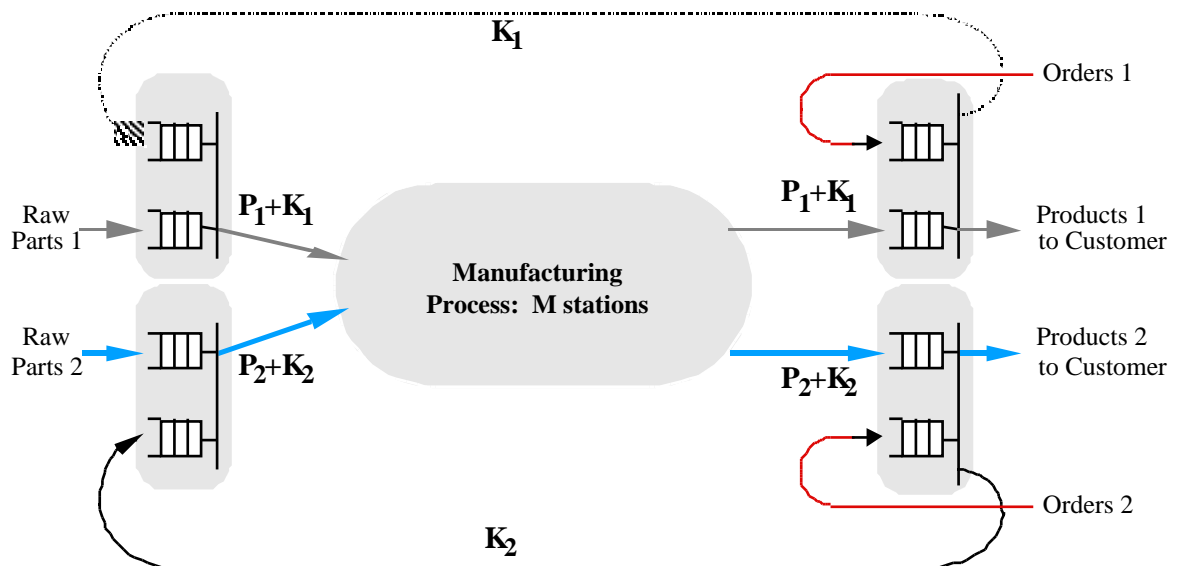 K1
Orders 1
P1+K1
P1+K1
Raw
Parts 1
Products 1
to Customer
Manufacturing
Process: M stations
Raw
Parts 2
Products 2
to Customer
P2+K2
P2+K2
Orders 2
K2